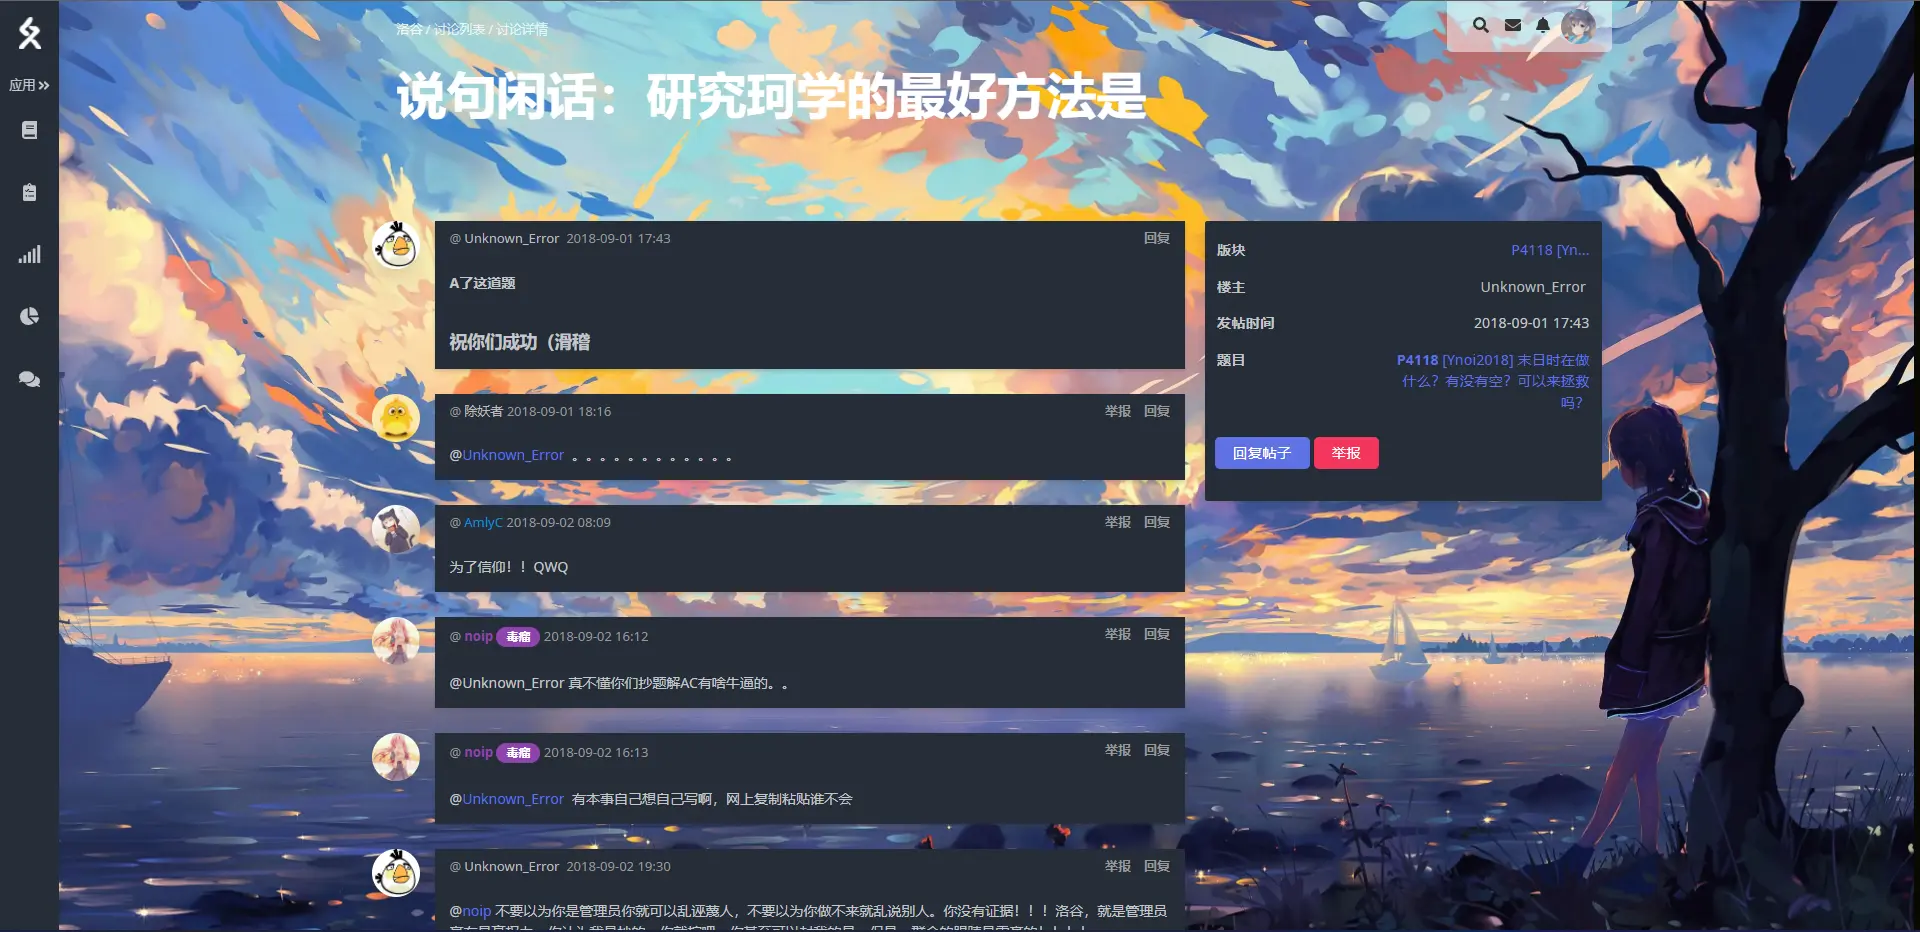 洛谷 / 讨论列表 / 讨论详情
说句闲话：研究珂学的最好方法是
应用
@ Unknown_Error 2018-09-01 17:43 回复
A了这道题
祝你们成功（滑稽
@ 除妖者 2018-09-01 18:16 举报 回复
@Unknown_Error 。。。。。。。。。。。。
@ AmlyC 2018-09-02 08:09 举报 回复
为了信仰！！QWQ
@ noip 毒瘤 2018-09-02 16:12 举报 回复
@Unknown_Error 真不懂你们抄题解AC有啥牛逼的。。
@ noip 毒瘤 2018-09-02 16:13 举报 回复
@Unknown_Error 有本事自己想自己写啊，网上复制粘贴谁不会
@ Unknown_Error 2018-09-02 19:30 举报 回复
@noip 不要以为你是管理员你就可以乱诬蔑人，不要以为你做不来就乱说别人。你没有证据！！！洛谷，就是管理员
版块 P4118 [Yn...
楼主 Unknown_Error
发帖时间 2018-09-01 17:43
题目 P4118 [Ynoi2018] 末日时在做
什么？有没有空？可以来拯救
吗？
回复帖子 举报